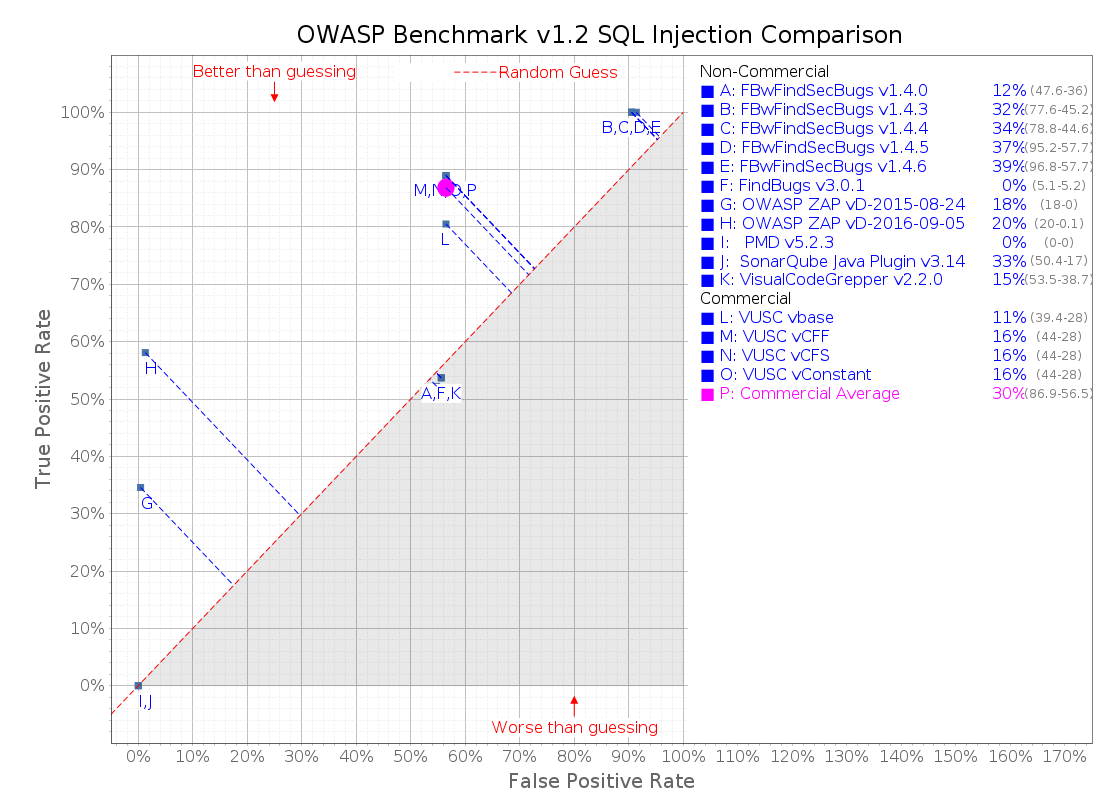 OWASP Benchmark v1.2 SQL Injection Comparison
Better than guessing
Random Guess
True Positive Rate
100%
90%
80%
70%
60%
50%
40%
30%
20%
10%
0%
B,C,D,E
L
H
A,F,K
G
I,J
Worse than guessing
0% 10% 20% 30% 40% 50% 60% 70% 80% 90% 100% 110% 120% 130% 140% 150% 160% 170%
False Positive Rate
Non-Commercial
A: FBwFindSecBugs v1.4.0 12% (47.6-36)
B: FBwFindSecBugs v1.4.3 32% (77.6-45.2)
C: FBwFindSecBugs v1.4.4 34% (78.8-44.6)
D: FBwFindSecBugs v1.4.5 37% (95.2-57.7)
E: FBwFindSecBugs v1.4.6 39% (96.8-57.7)
F: FindBugs v3.0.1 0% (5.1-5.2)
G: OWASP ZAP vD-2015-08-24 18% (18-0)
H: OWASP ZAP vD-2016-09-05 20% (20-0.1)
I: PMD v5.2.3 0% (0-0)
J: SonarQube Java Plugin v3.14 33% (50.4-17)
K: VisualCodeGrepper v2.2.0 15% (53.5-38.7)
Commercial
L: VUSC vbase 11% (39.4-28)
M: VUSC vCFF 16% (44-28)
N: VUSC vCFS 16% (44-28)
O: VUSC vConstant 16% (44-28)
P: Commercial Average 30% (86.9-56.5)